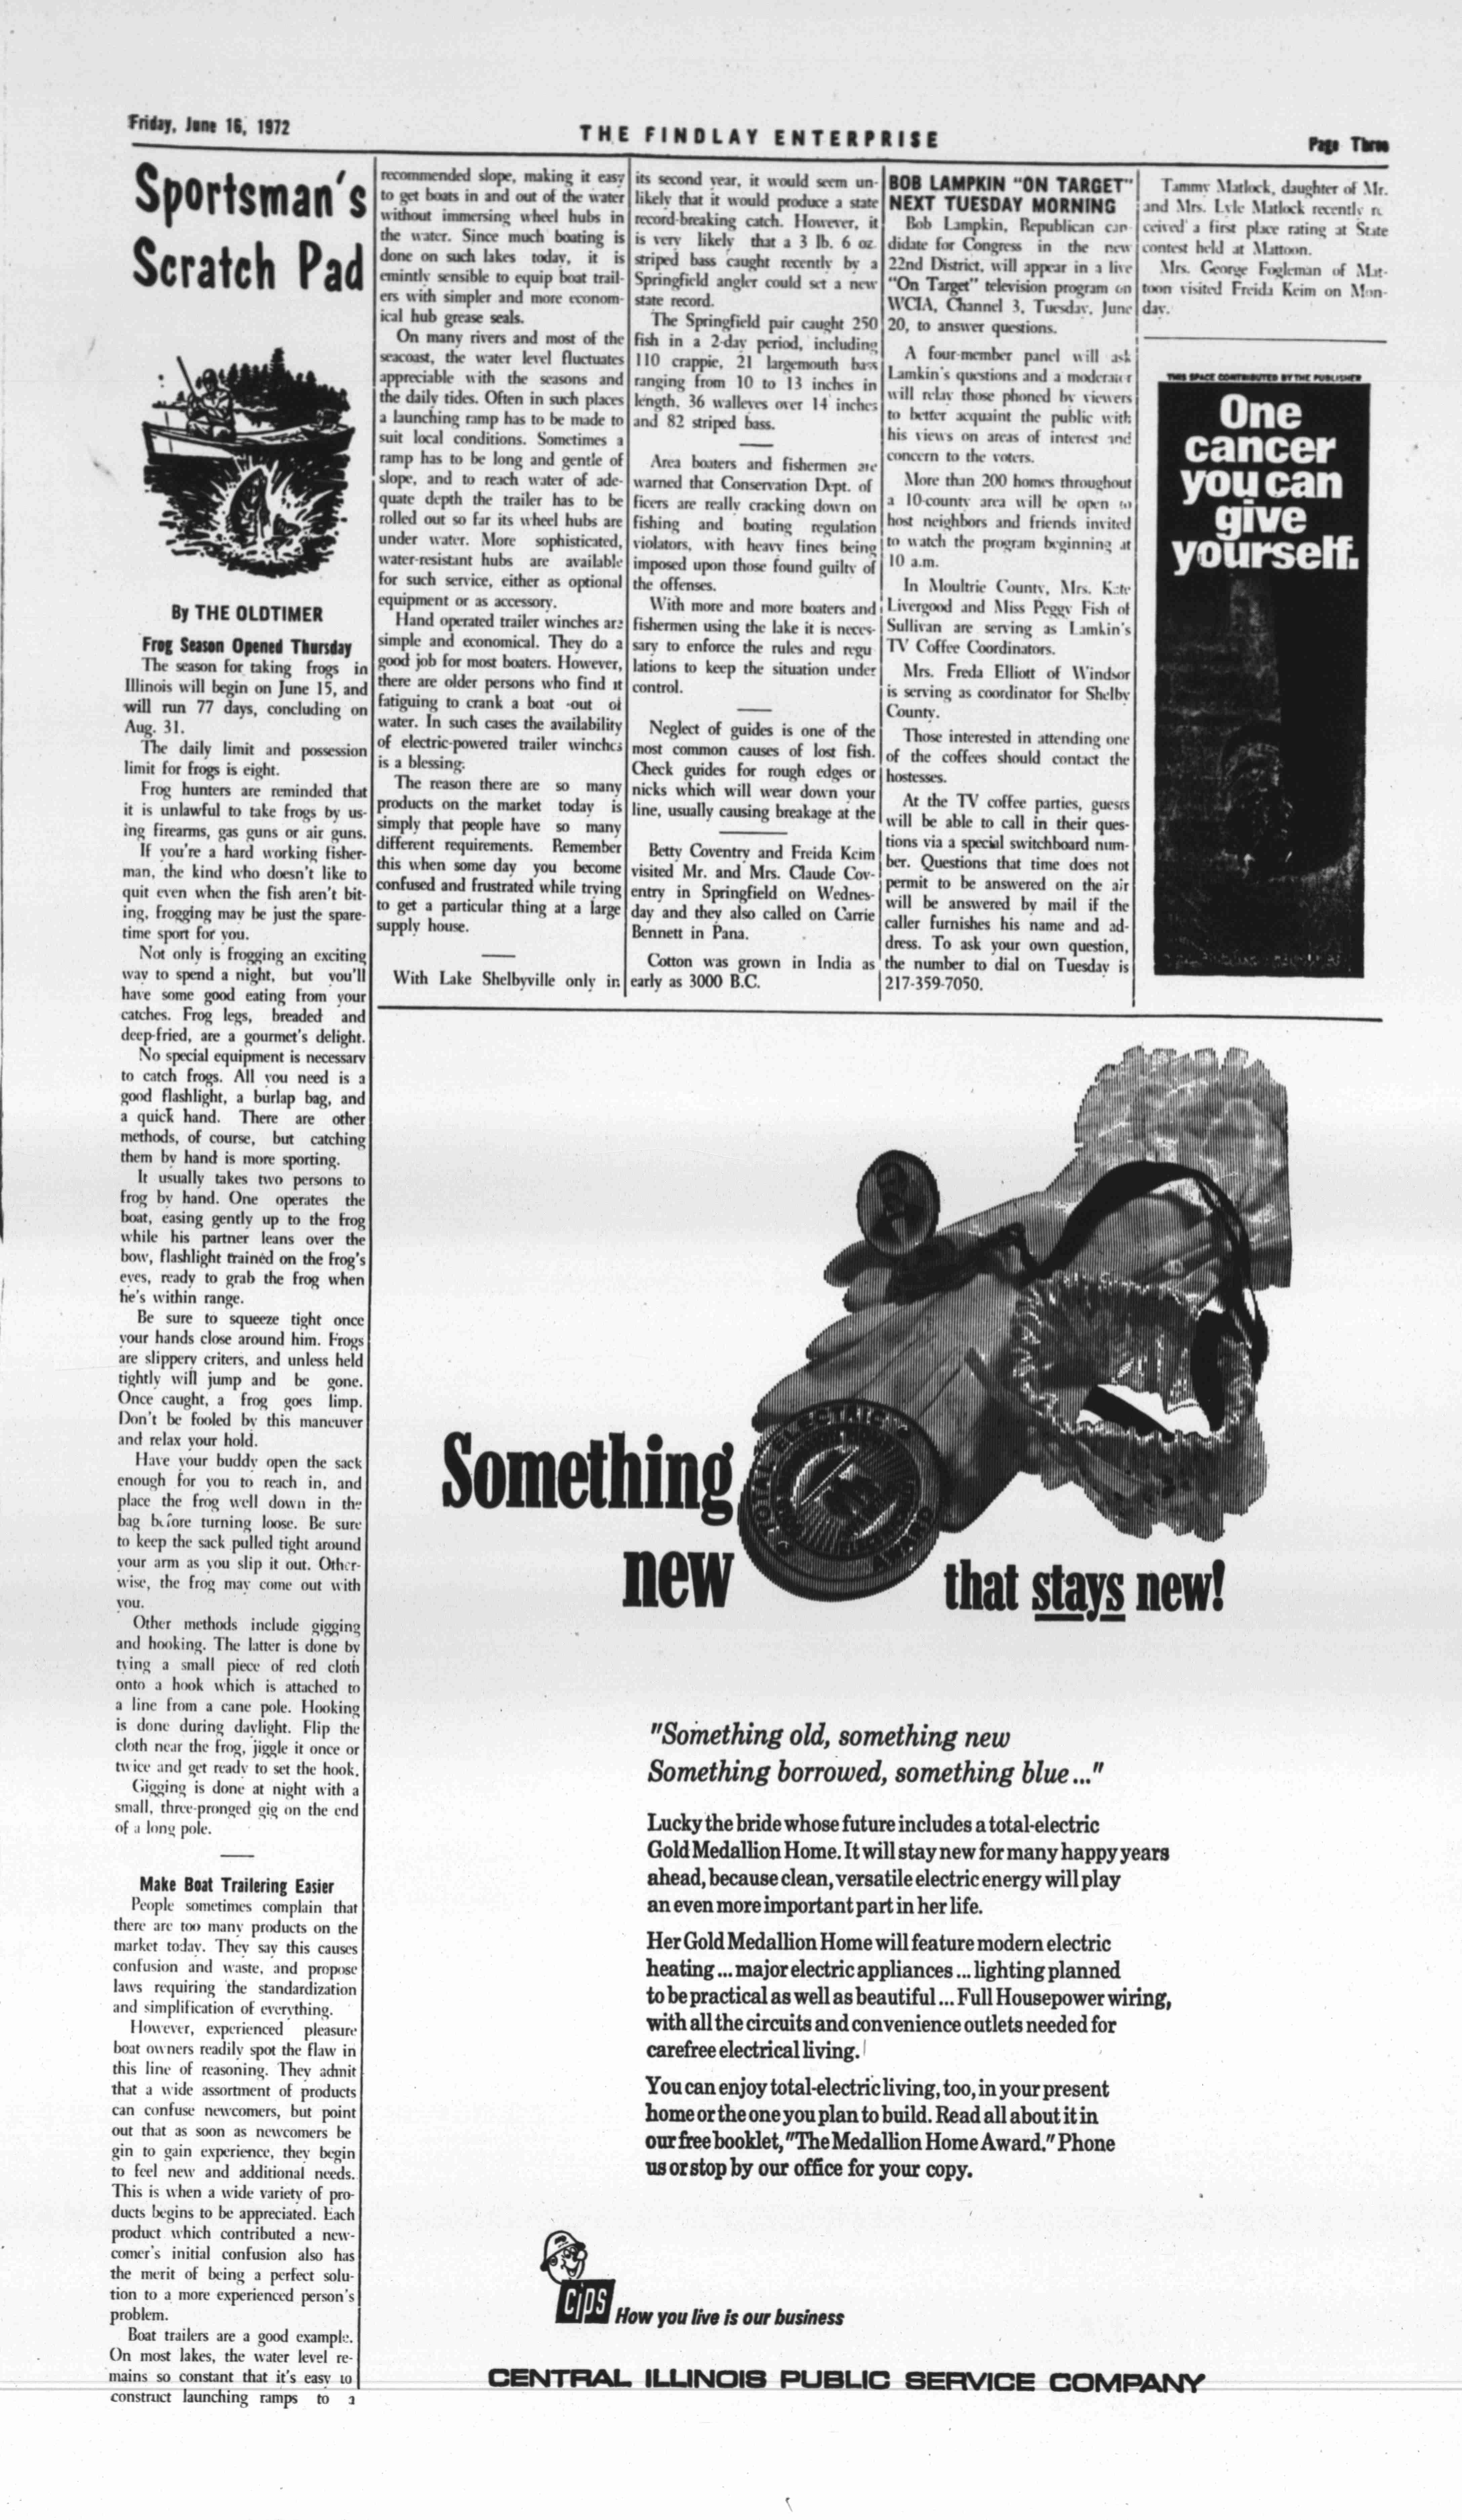 Friday, June 16, 1972
THE FINDLAY ENTERPRISE
Page Three
Sportsman's
Scratch Pad
By THE OLDTIMER
Frog Season Opened Thursday
The season for taking frogs in
Illinois will begin on June 15, and
will run 77 days, concluding on
Aug. 31.
The daily limit and possession
limit for frogs is eight.
Frog hunters are reminded that
it is unlawful to take frogs by us-
ing firearms, gas guns or air guns.
If you're a hard working fisher-
man, the kind who doesn't like to
quit even when the fish aren't bit-
ing, frogging may be just the spare-
time sport for you.
Not only is frogging an exciting
way to spend a night, but you'll
have some good eating from your
catches. Frog legs, breaded and
deep-fried, are a gourmet's delight.
No special equipment is necessary
to catch frogs. All you need is a
good flashlight, a burlap bag, and
a quick hand. There are other
methods, of course, but catching
them by hand is more sporting.
It usually takes two persons to
frog by hand. One operates the
boat, easing gently up to the frog
while his partner leans over the
bow, flashlight trained on the frog's
eyes, ready to grab the frog when
he's within range.
Be sure to squeeze tight once
your hands close around him. Frogs
are slippery criters, and unless held
tightly will jump and be gone.
Once caught, a frog goes limp.
Don't be fooled by this maneuver
and relax your hold.
Have your buddy open the sack
enough for you to reach in, and
place the frog well down in the
bag before turning loose. Be sure
to keep the sack pulled tight around
your arm as you slip it out. Other-
wise, the frog may come out with
you.
Other methods include gigging
and hooking. The latter is done by
tying a small piece of red cloth
onto a hook which is attached to
a line from a cane pole. Hooking
is done during daylight. Flip the
cloth near the frog, jiggle it once or
twice and get ready to set the hook.
Gigging is done at night with a
small, three-pronged gig on the end
of a long pole.
Make Boat Trailering Easier
People sometimes complain that
there are too many products on the
market today. They say this causes
confusion and waste, and propose
laws requiring the standardization
and simplification of everything.
However, experienced pleasure
boat owners readily spot the flaw in
this line of reasoning. They admit
that a wide assortment of products
can confuse newcomers, but point
out that as soon as newcomers be
gin to gain experience, they begin
to feel new and additional needs.
This is when a wide variety of pro-
ducts begins to be appreciated. Each
product which contributed a new-
comer's initial confusion also has
the merit of being a perfect solu-
tion to a more experienced person's
problem.
Boat trailers are a good example.
On most lakes, the water level re-
mains so constant that it's easy to
construct launching ramps to a
recommended slope, making it easy
to get boats in and out of the water
without immersing wheel hubs in
the water. Since much boating is
done on such lakes today, it is
emintly sensible to equip boat trail-
ers with simpler and more econom-
ical hub grease seals.
On many rivers and most of the
seacoast, the water level fluctuates
appreciable with the seasons and
the daily tides. Often in such places
a launching ramp has to be made to
suit local conditions. Sometimes a
ramp has to be long and gentle of
slope, and to reach water of ade-
quate depth the trailer has to be
rolled out so far its wheel hubs are
under water. More sophisticated,
water-resistant hubs are available
for such service, either as optional
equipment or as accessory.
Hand operated trailer winches are
simple and economical. They do a
good job for most boaters. However,
there are older persons who find it
fatiguing to crank a boat -out of
water. In such cases the availability
of electric-powered trailer winches
is a blessing.
The reason there are so many
products on the market today is
simply that people have so many
different requirements. Remember
this when some day you become
confused and frustrated while trying
to get a particular thing at a large
supply house.
With Lake Shelbyville only in
its second year, it would seem un-
likely that it would produce a state
record-breaking catch. However, it
is very likely that a 3 lb. 6 oz.
striped bass caught recently by a
Springfield angler could set a new
state record.
The Springfield pair caught 250
fish in a 2-day period, including
110 crappie, 21 largemouth bass
ranging from 10 to 13 inches in
length, 36 walleyes over 14 inches
and 82 striped bass.
Area boaters and fishermen are
warned that Conservation Dept. of
ficers are really cracking down on
fishing and boating regulation
violators, with heavy fines being
imposed upon those found guilty of
the offenses.
With more and more boaters and
fishermen using the lake it is neces-
sary to enforce the rules and regu
lations to keep the situation under
control.
Neglect of guides is one of the
most common causes of lost fish.
Check guides for rough edges or
nicks which will wear down your
line, usually causing breakage at the
Betty Coventry and Freida Keim
visited Mr. and Mrs. Claude Cov-
entry in Springfield on Wednes-
day and they also called on Carrie
Bennett in Pana.
Cotton was grown in India as
early as 3000 B.C.
BOB LAMPKIN "ON TARGET"
NEXT TUESDAY MORNING
Bob Lampkin, Republican can-
didate for Congress in the new
22nd District, will appear in a live
"On Target" television program on
WCIA, Channel 3, Tuesday, June
20, to answer questions.
A four-member panel will ask
Lamkin's questions and a moderator
will relay those phoned by viewers
to better acquaint the public with
his views on areas of interest and
concern to the voters.
More than 200 homes throughout
a 10-county area will be open to
host neighbors and friends invited
to watch the program beginning at
10 a.m.
In Moultrie County, Mrs. Kate
Livergood and Miss Peggy Fish of
Sullivan are serving as Lamkin's
TV Coffee Coordinators.
Mrs. Freda Elliott of Windsor
is serving as coordinator for Shelby
County.
Those interested in attending one
of the coffees should contact the
hostesses.
At the TV coffee parties, guests
will be able to call in their ques-
tions via a special switchboard num-
ber. Questions that time does not
permit to be answered on the air
will be answered by mail if the
caller furnishes his name and ad-
dress. To ask your own question,
the number to dial on Tuesday is
217-359-7050.
Tammy Matlock, daughter of Mr.
and Mrs. Lyle Matlock recently re
ceived a first place rating at State
contest held at Mattoon.
Mrs. George Fogleman of Mat-
toon visited Freida Keim on Mon-
day.
THIS SPACE CONTRIBUTED BY THE PUBLISHER
One
cancer
you can
give
yourself.
TOTAL ELECTRIC
AWARD
Something
new
that stays new!
"Something old, something new
Something borrowed, something blue..."
Lucky the bride whose future includes a total-electric
Gold Medallion Home. It will stay new for many happy years
ahead, because clean, versatile electric energy will play
an even more important part in her life.
Her Gold Medallion Home will feature modern electric
heating... major electric appliances... lighting planned
to be practical as well as beautiful... Full Housepower wiring,
with all the circuits and convenience outlets needed for
carefree electrical living.
You can enjoy total-electric living, too, in your present
home or the one you plan to build. Read all about it in
our free booklet, "The Medallion Home Award." Phone
us or stop by our office for your copy.
CIPS
How you live is our business
CENTRAL ILLINOIS PUBLIC SERVICE COMPANY